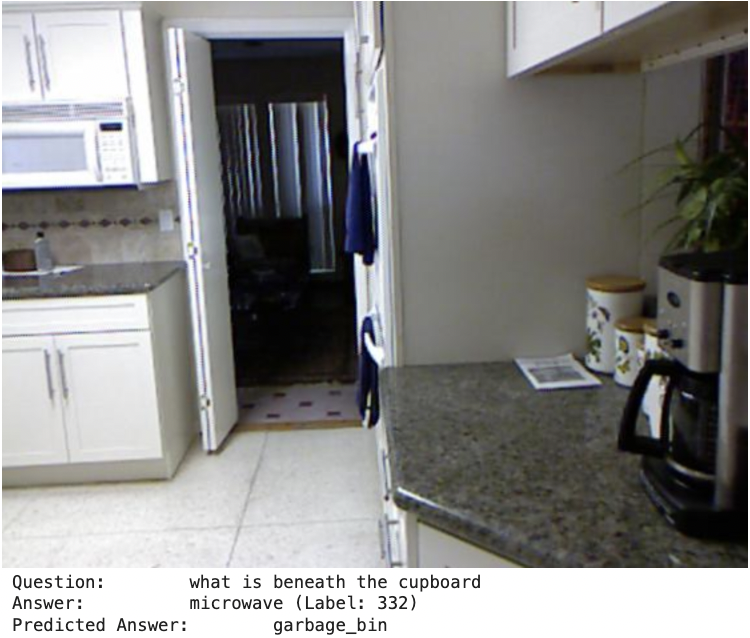 Question: what is beneath the cupboard
Answer: microwave (Label: 332)
Predicted Answer: garbage_bin